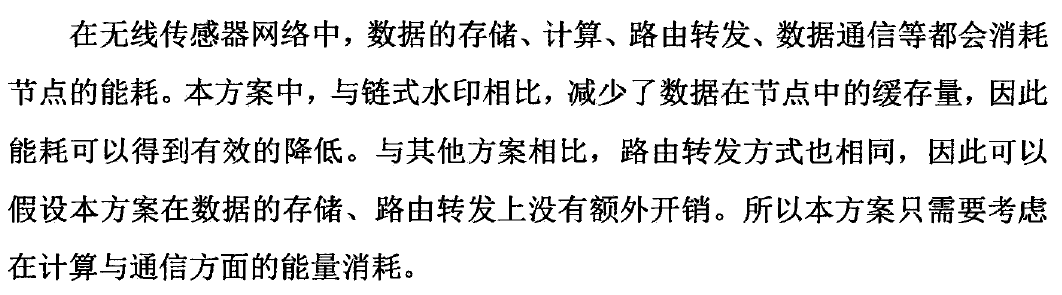 在无线传感器网络中，数据的存储、计算、路由转发、数据通信等都会消耗
节点的能耗。本方案中，与链式水印相比，减少了数据在节点中的缓存量，因此
能耗可以得到有效的降低。与其他方案相比，路由转发方式也相同，因此可以
假设本方案在数据的存储、路由转发上没有额外开销。所以本方案只需要考虑
在计算与通信方面的能量消耗。